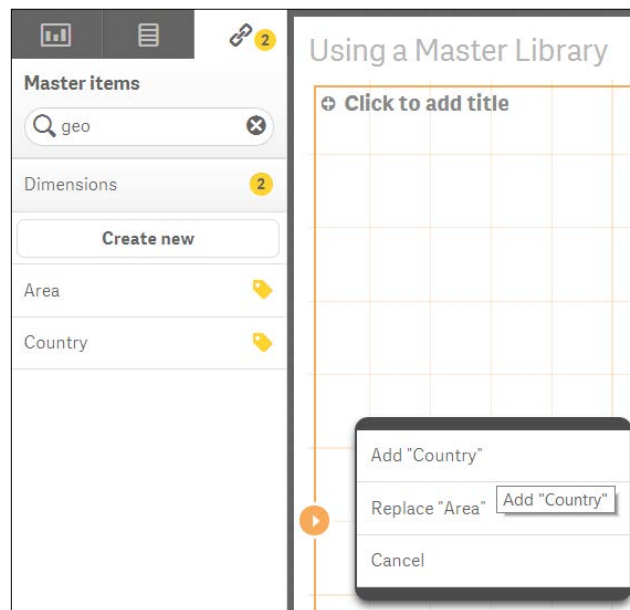 2
Using a Master Library
Master items
geo
Click to add title
Dimensions 2
Create new
Area
Country
Add "Country"
Replace "Area"
Add "Country"
Cancel